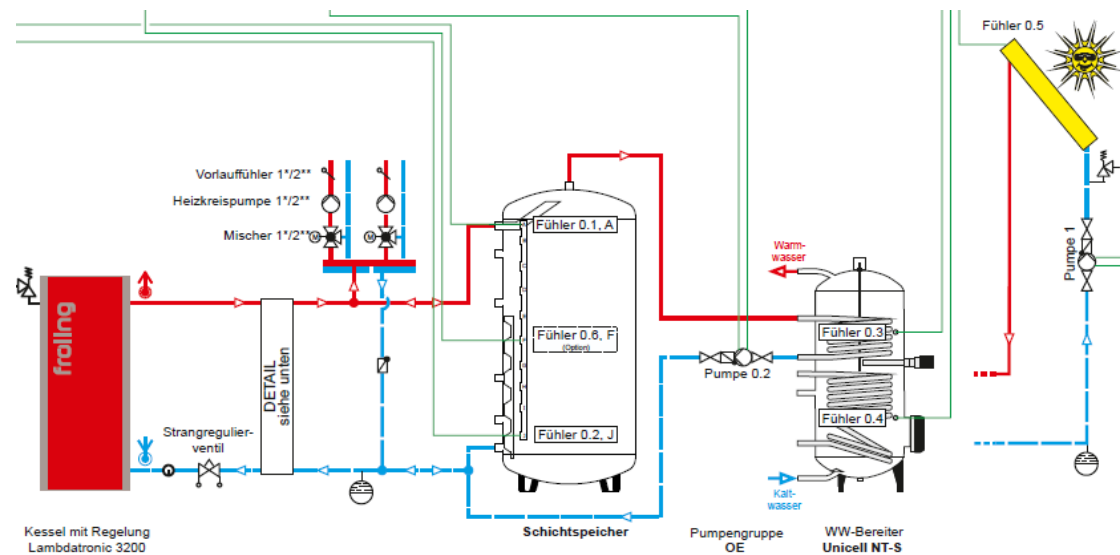 Fühler 0.5
Vorlauffühler 1*/2**
Heizkreispumpe 1*/2**
Mischer 1*/2**
M
M
Fühler 0.1, A
Warm-
wasser
Pumpe 1
froling
DETAIL
siehe unten
Fühler 0.6, F
(Option)
Fühler 0.3
Pumpe 0.2
Fühler 0.4
Strangregulier-
ventil
Fühler 0.2, J
Kalt-
wasser
Kessel mit Regelung
Lambdatronic 3200
Schichtspeicher
Pumpengruppe
OE
WW-Bereiter
Unicell NT-S